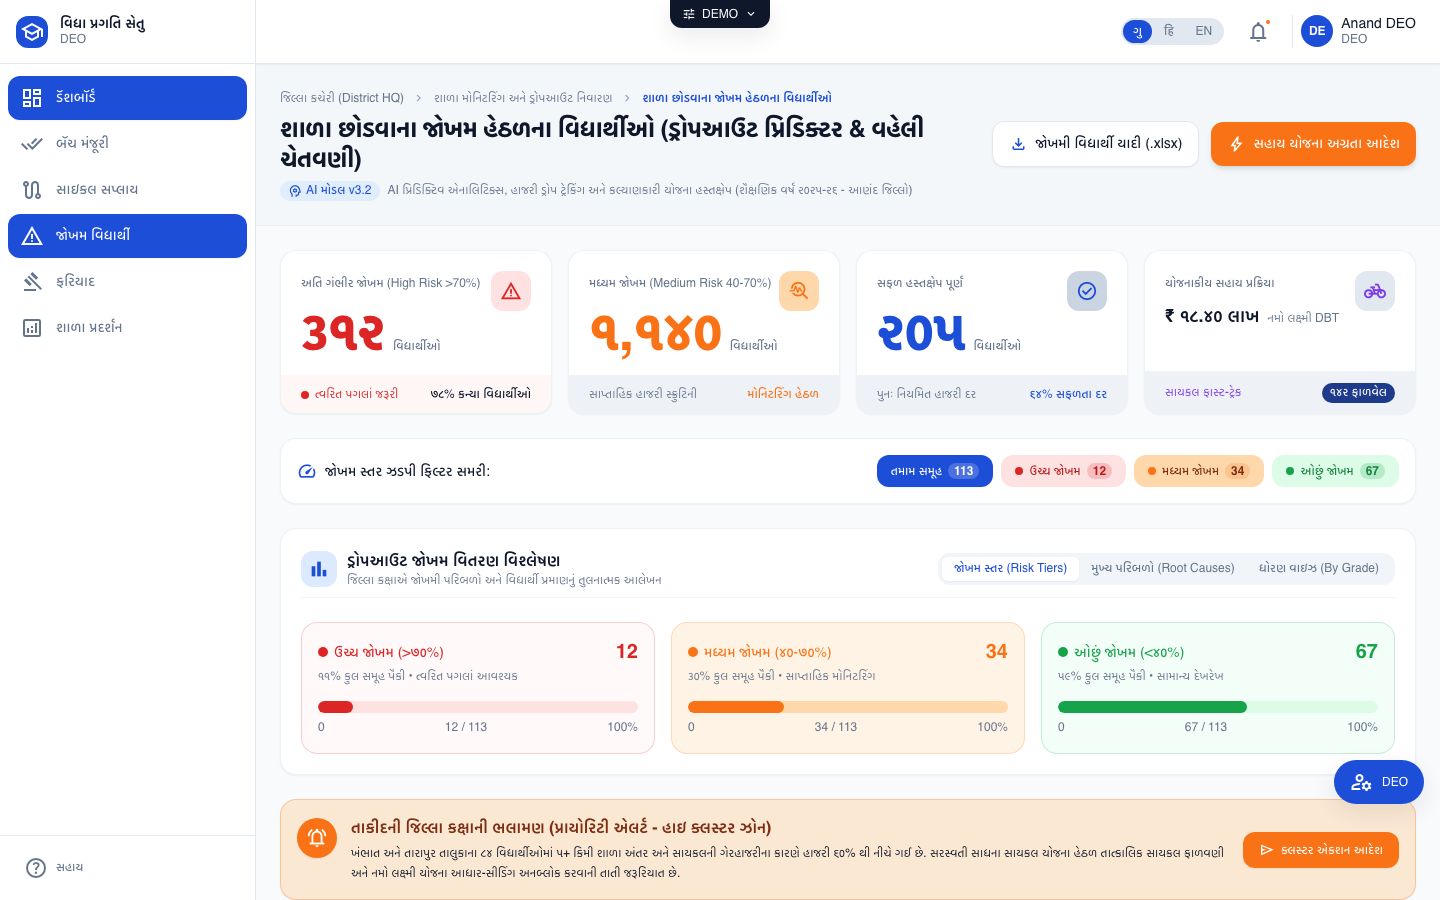 વિદ્યા પ્રગતિ સેતુ
DEO
DEMO
ગુ
हि
EN
DE
Anand DEO
DEO
ડૅશબૉર્ડ
બૅચ મંજૂરી
સાઇકલ સપ્લાય
જોખમ વિદ્યાર્થી
ફરિયાદ
શાળા પ્રદર્શન
સહાય
જિલ્લા કચેરી (District HQ)
શાળા મોનિટરિંગ અને ડ્રોપઆઉટ નિવારણ
શાળા છોડવાના જોખમ હેઠળના વિદ્યાર્થીઓ
શાળા છોડવાના જોખમ હેઠળના વિદ્યાર્થીઓ (ડ્રોપઆઉટ પ્રિડિક્ટર & વહેલી
ચેતવણી)
AI મોડલ v3.2
AI પ્રિડિક્ટિવ એનાલિટિક્સ, હાજરી ડ્રોપ ટ્રેકિંગ અને કલ્યાણકારી યોજના હસ્તક્ષેપ (શૈક્ષણિક વર્ષ ૨૦૨૫-૨૬ - આણંદ જિલ્લો)
જોખમી વિદ્યાર્થી યાદી (.xlsx)
સહાય યોજના અગ્રતા આદેશ
અતિ ગંભીર જોખમ (High Risk >70%)
૩૧૨ વિદ્યાર્થીઓ
ત્વરિત પગલાં જરૂરી
૭૮% કન્યા વિદ્યાર્થીઓ
મધ્યમ જોખમ (Medium Risk 40-70%)
૧,૧૪૦ વિદ્યાર્થીઓ
સાપ્તાહિક હાજરી સ્ક્રુટિની
મોનિટરિંગ હેઠળ
સફળ હસ્તક્ષેપ પૂર્ણ
૨૦૫ વિદ્યાર્થીઓ
પુનઃ નિયમિત હાજરી દર
૬૪% સફળતા દર
યોજનાકીય સહાય પ્રક્રિયા
₹ ૧૮.૪૦ લાખ નમો લક્ષ્મી DBT
સાયકલ ફાસ્ટ-ટ્રેક
૧૪૨ ફાળવેલ
જોખમ સ્તર ઝડપી ફિલ્ટર સમરી:
તમામ સમૂહ 113
ઉચ્ચ જોખમ 12
મધ્યમ જોખમ 34
ઓછું જોખમ 67
ડ્રોપઆઉટ જોખમ વિતરણ વિશ્લેષણ
જિલ્લા કક્ષાએ જોખમી પરિબળો અને વિદ્યાર્થી પ્રમાણનું તુલનાત્મક આલેખન
જોખમ સ્તર (Risk Tiers)
મુખ્ય પરિબળો (Root Causes)
ધોરણ વાઇઝ (By Grade)
ઉચ્ચ જોખમ (>૭૦%) 12
૧૧% કુલ સમૂહ પૈકી • ત્વરિત પગલાં આવશ્યક
0 12 / 113 100%
મધ્યમ જોખમ (૪૦-૭૦%) 34
૩૦% કુલ સમૂહ પૈકી • સાપ્તાહિક મોનિટરિંગ
0 34 / 113 100%
ઓછું જોખમ (<૪૦%) 67
૫૯% કુલ સમૂહ પૈકી • સામાન્ય દેખરેખ
0 67 / 113 100%
DEO
તાકીદની જિલ્લા કક્ષાની ભલામણ (પ્રાયોરિટી એલર્ટ - હાઇ ક્લસ્ટર ઝોન)
ખંભાત અને તારાપુર તાલુકાના ૮૪ વિદ્યાર્થીઓમાં ૫+ કિમી શાળા અંતર અને સાયકલની ગેરહાજરીના કારણે હાજરી ૬૦% થી નીચે ગઈ છે. સરસ્વતી સાધના સાયકલ યોજના હેઠળ તાત્કાલિક સાયકલ ફાળવણી
અને નમો લક્ષ્મી યોજના આધાર-સીડિંગ અનબ્લોક કરવાની તાતી જરૂરિયાત છે.
ક્લસ્ટર એક્શન આદેશ